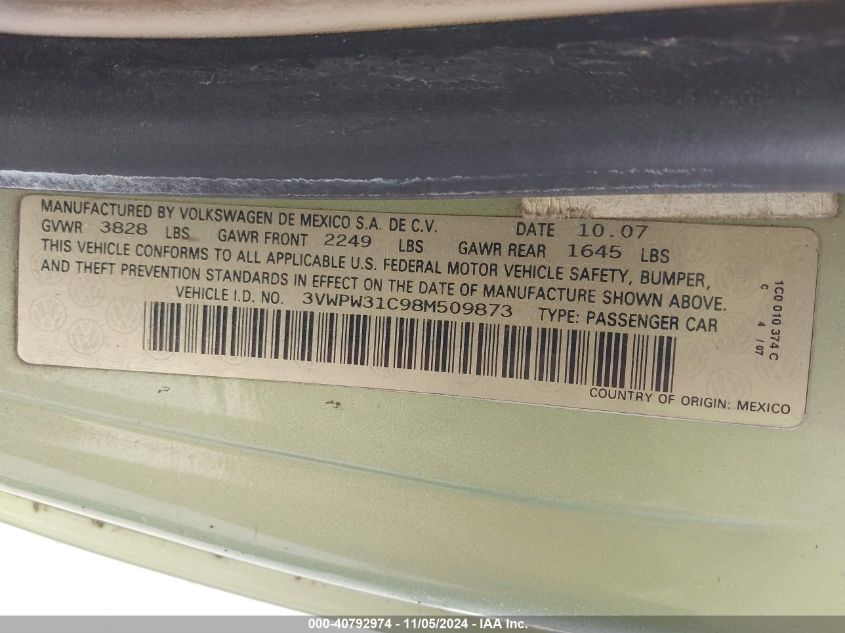 MANUFACTURED BY VOLKSWAGEN DE MEXICO S.A. DE C.V. DATE 10.07
GVWR 3828 LBS GAWR FRONT 2249 LBS GAWR REAR 1645 LBS
THIS VEHICLE CONFORMS TO ALL APPLICABLE U.S. FEDERAL MOTOR VEHICLE SAFETY, BUMPER,
AND THEFT PREVENTION STANDARDS IN EFFECT ON THE DATE OF MANUFACTURE SHOWN ABOVE.
VEHICLE I.D. NO. 3VWPW31C98M509873 TYPE: PASSENGER CAR
COUNTRY OF ORIGIN: MEXICO
1C0 010 374 C
C 4 / 07
000-40792974 - 11/05/2024 - IAA Inc.